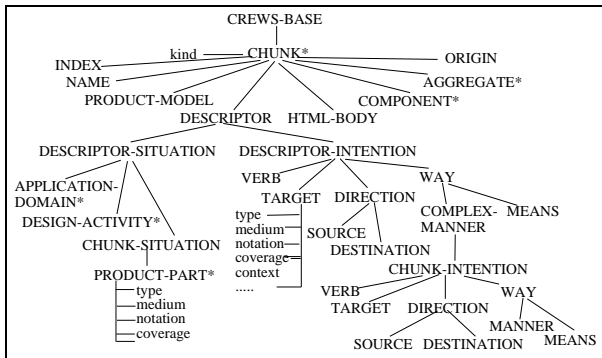 CREWS-BASE
kind CHUNK*
INDEX ORIGIN
NAME AGGREGATE*
PRODUCT-MODEL COMPONENT*
DESCRIPTOR HTML-BODY
DESCRIPTOR-SITUATION DESCRIPTOR-INTENTION
VERB WAY
APPLICATION-
DOMAIN*
TARGET DIRECTION
DESIGN-ACTIVITY*
type
medium
notation
coverage
context
.....
SOURCE
DESTINATION
COMPLEX-
MANNER
MEANS
CHUNK-SITUATION
PRODUCT-PART*
type
medium
notation
coverage
CHUNK-INTENTION
VERB WAY
TARGET DIRECTION
MANNER
SOURCE DESTINATION MEANS